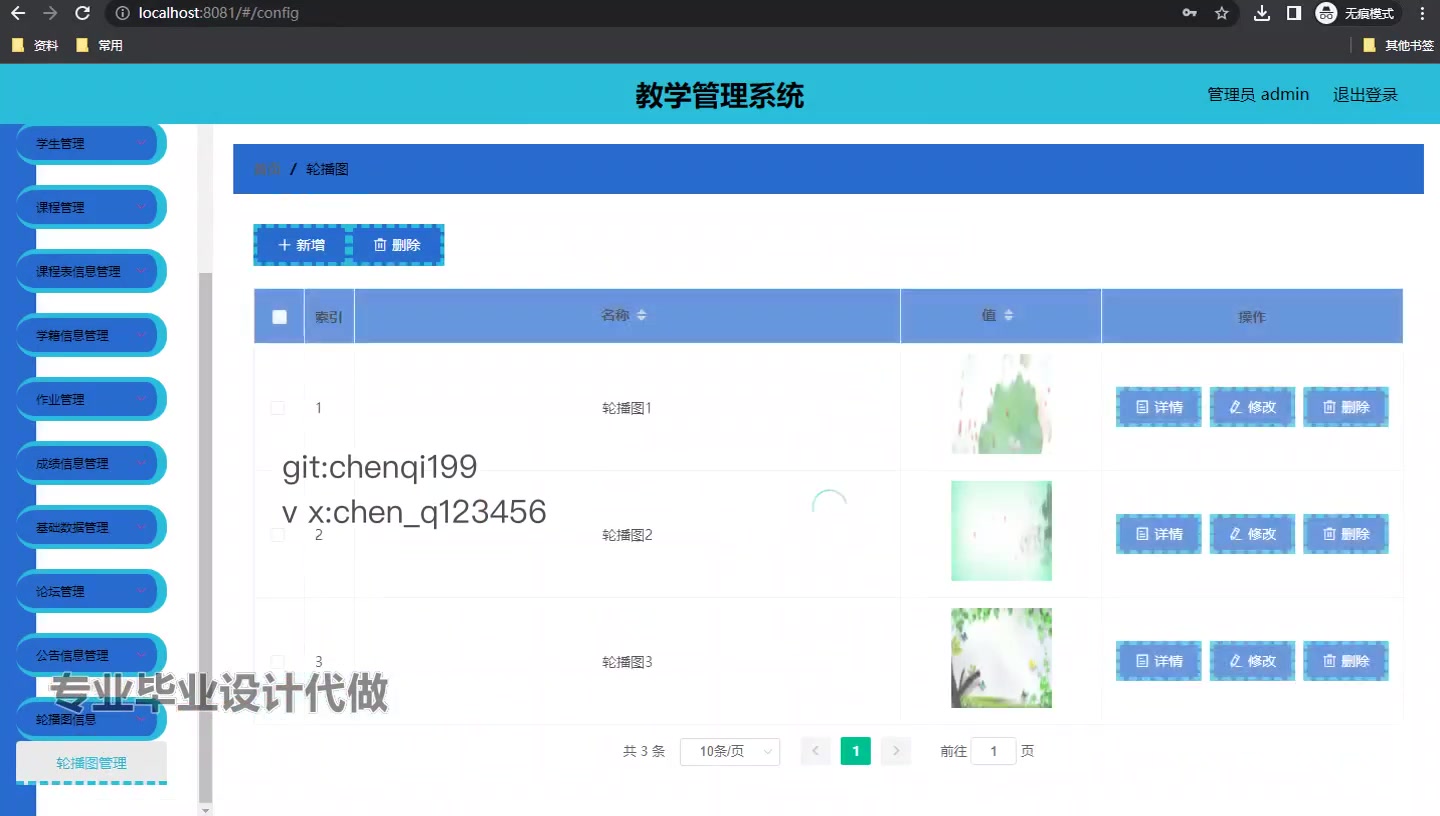 localhost:8081/#/config
无痕模式
资料
常用
其他书签
教学管理系统
管理员 admin
退出登录
学生管理
课程管理
课程表信息管理
学籍信息管理
作业管理
成绩信息管理
基础数据管理
论坛管理
公告信息管理
轮播图信息
轮播图管理
首页 / 轮播图
新增
删除
索引 名称 值 操作
1 轮播图1 详情 修改 删除
git:chenqi199
v x:chen_q123456
2 轮播图2 详情 修改 删除
3 轮播图3 详情 修改 删除
专业毕业设计代做
共 3 条 10条/页 1 前往 1 页